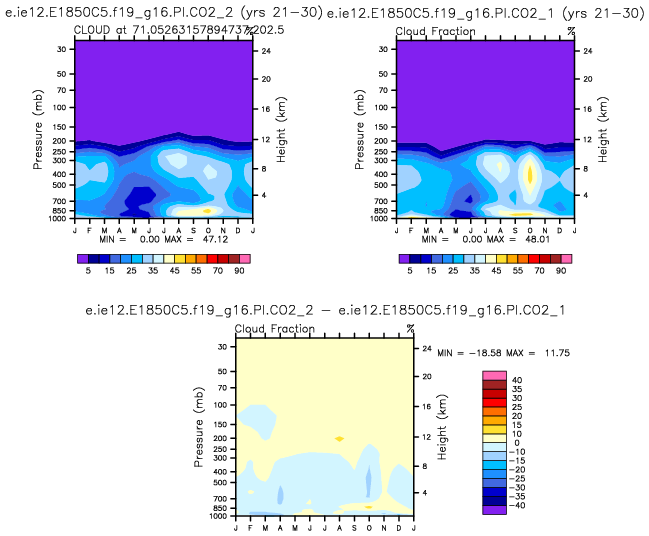 e.ie12.E1850C5.f19_g16.PI.CO2_2 (yrs 21-30) e.ie12.E1850C5.f19_g16.PI.CO2_1 (yrs 21-30)
CLOUD at 71.05263157894737,202.5 % Cloud Fraction %
30 50 70 100 150 200 250 300 400 500 700 850 1000
Pressure (mb)
24 20 16 12 8 4
Height (km)
J F M A M J J A S O N D J
MIN = 0.00 MAX = 47.12
5 15 25 35 45 55 70 90
30 50 70 100 150 200 250 300 400 500 700 850 1000
Pressure (mb)
24 20 16 12 8 4
Height (km)
J F M A M J J A S O N D J
MIN = 0.00 MAX = 48.01
5 15 25 35 45 55 70 90
e.ie12.E1850C5.f19_g16.PI.CO2_2 - e.ie12.E1850C5.f19_g16.PI.CO2_1
Cloud Fraction %
30 50 70 100 150 200 250 300 400 500 700 850 1000
Pressure (mb)
24 20 16 12 8 4
Height (km)
J F M A M J J A S O N D J
MIN = -18.58 MAX = 11.75
40
35
30
25
20
15
10
0
-10
-15
-20
-25
-30
-35
-40